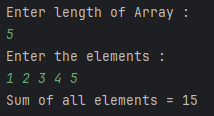 Enter length of Array :
5
Enter the elements :
1 2 3 4 5
Sum of all elements = 15